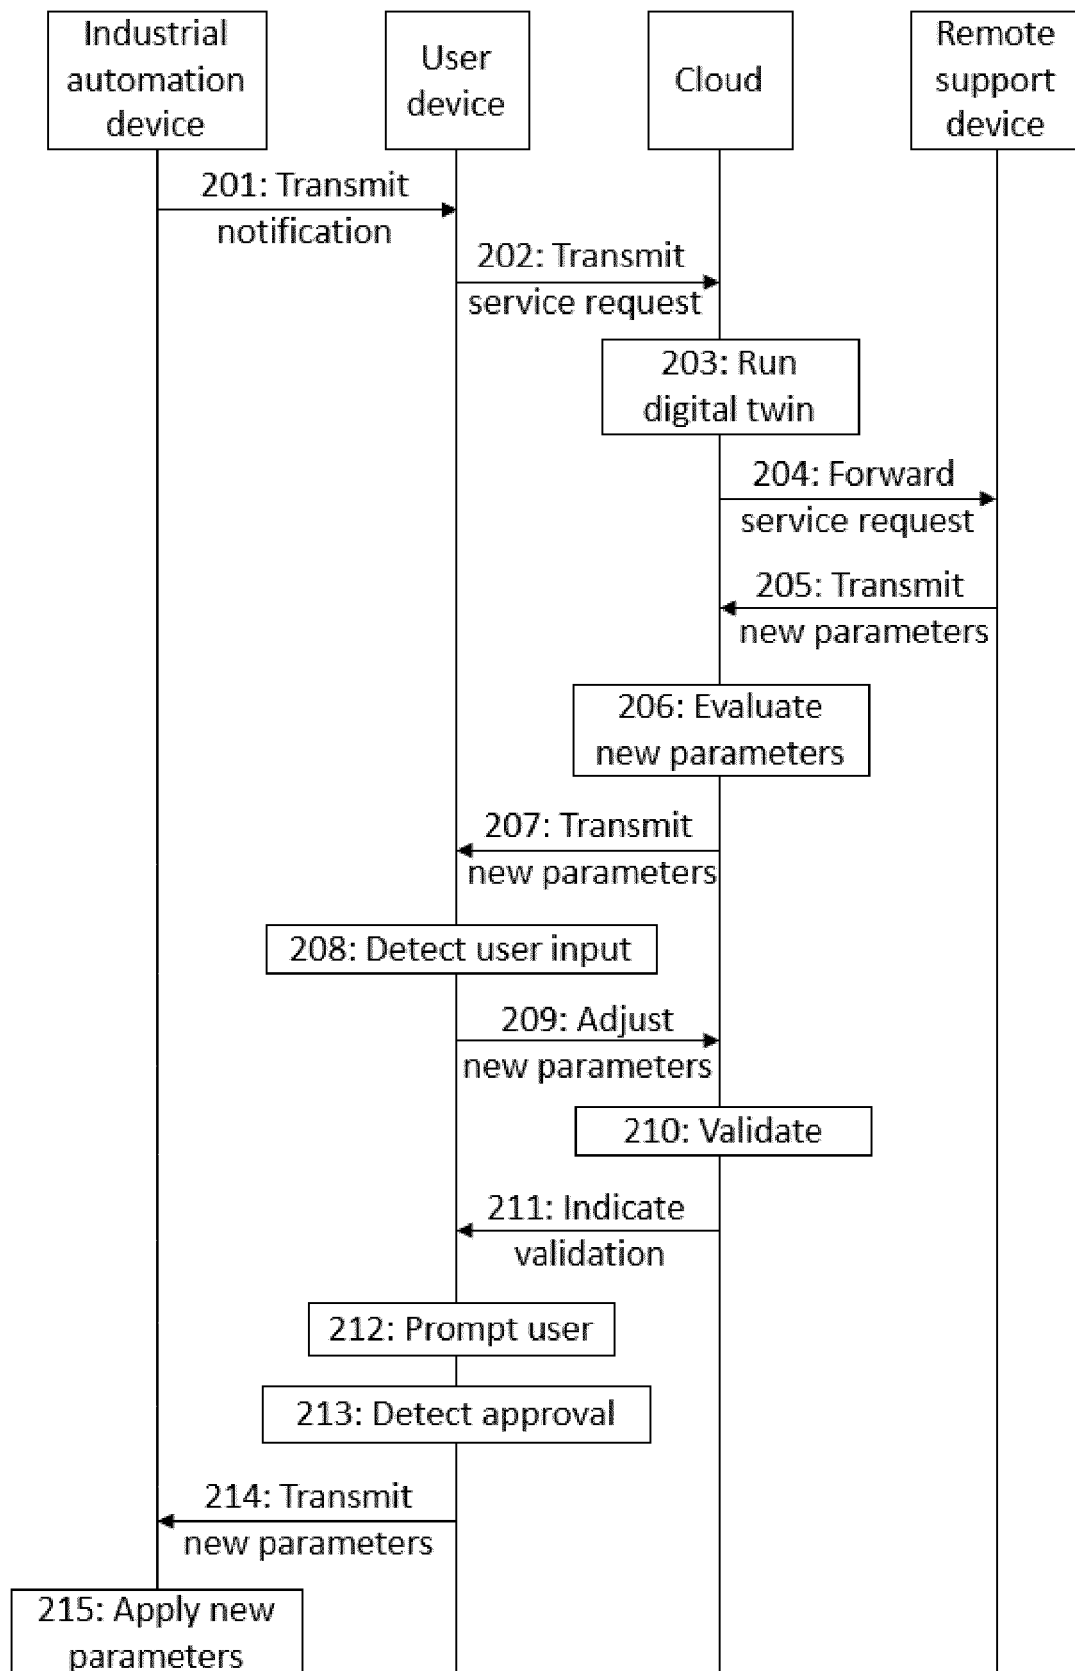 Industrial
automation
device
User
device
Cloud
Remote
support
device
201: Transmit
notification
202: Transmit
service request
203: Run
digital twin
204: Forward
service request
205: Transmit
new parameters
206: Evaluate
new parameters
207: Transmit
new parameters
208: Detect user input
209: Adjust
new parameters
210: Validate
211: Indicate
validation
212: Prompt user
213: Detect approval
214: Transmit
new parameters
215: Apply new
parameters